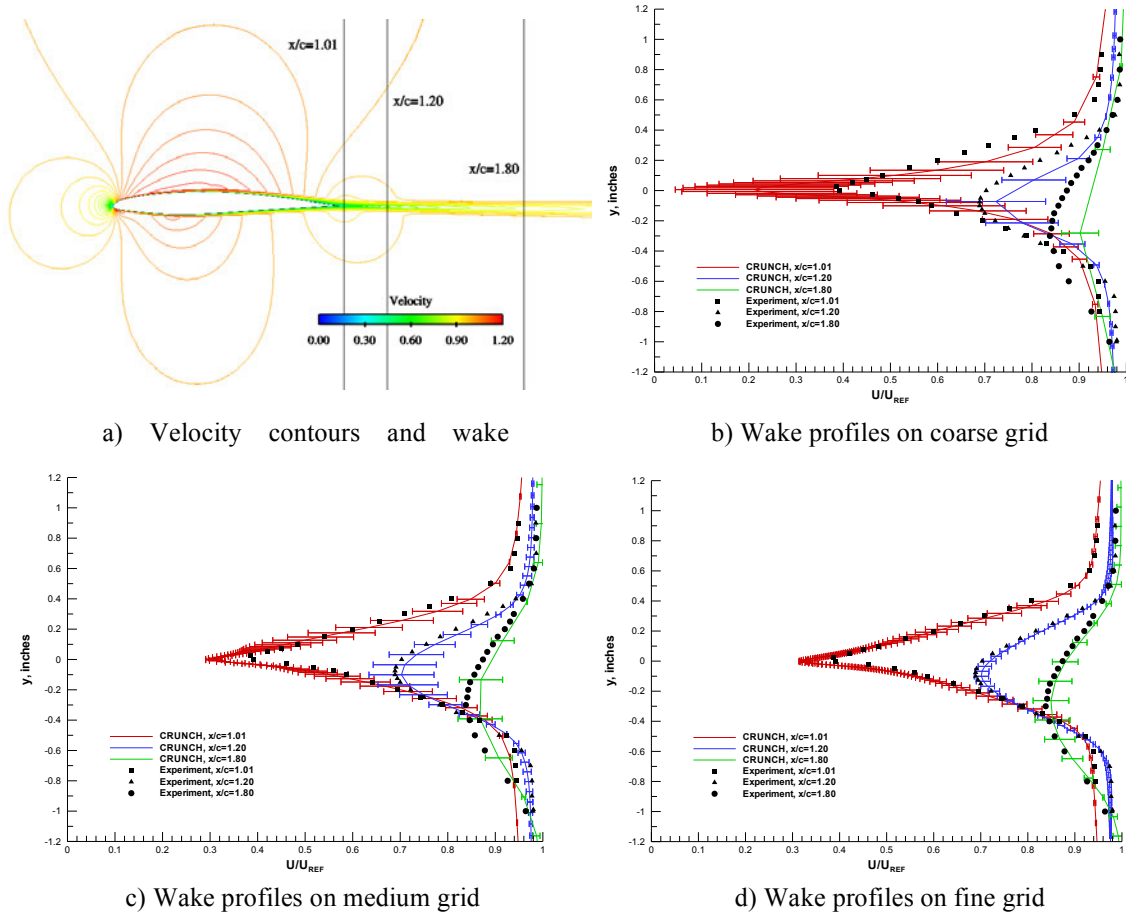 x/c=1.01
x/c=1.20
x/c=1.80
Velocity
0.00 0.30 0.60 0.90 1.20
a) Velocity contours and wake
y, inches
1.2
1
0.8
0.6
0.4
0.2
0
-0.2
-0.4
-0.6
-0.8
-1
-1.2
CRUNCH, x/c=1.01
CRUNCH, x/c=1.20
CRUNCH, x/c=1.80
Experiment, x/c=1.01
Experiment, x/c=1.20
Experiment, x/c=1.80
0 0.1 0.2 0.3 0.4 0.5 0.6 0.7 0.8 0.9 1
U/UREF
b) Wake profiles on coarse grid
y, inches
1.2
1
0.8
0.6
0.4
0.2
0
-0.2
-0.4
-0.6
-0.8
-1
-1.2
CRUNCH, x/c=1.01
CRUNCH, x/c=1.20
CRUNCH, x/c=1.80
Experiment, x/c=1.01
Experiment, x/c=1.20
Experiment, x/c=1.80
0 0.1 0.2 0.3 0.4 0.5 0.6 0.7 0.8 0.9 1
U/UREF
c) Wake profiles on medium grid
y, inches
1.2
1
0.8
0.6
0.4
0.2
0
-0.2
-0.4
-0.6
-0.8
-1
-1.2
CRUNCH, x/c=1.01
CRUNCH, x/c=1.20
CRUNCH, x/c=1.80
Experiment, x/c=1.01
Experiment, x/c=1.20
Experiment, x/c=1.80
0 0.1 0.2 0.3 0.4 0.5 0.6 0.7 0.8 0.9 1
U/UREF
d) Wake profiles on fine grid